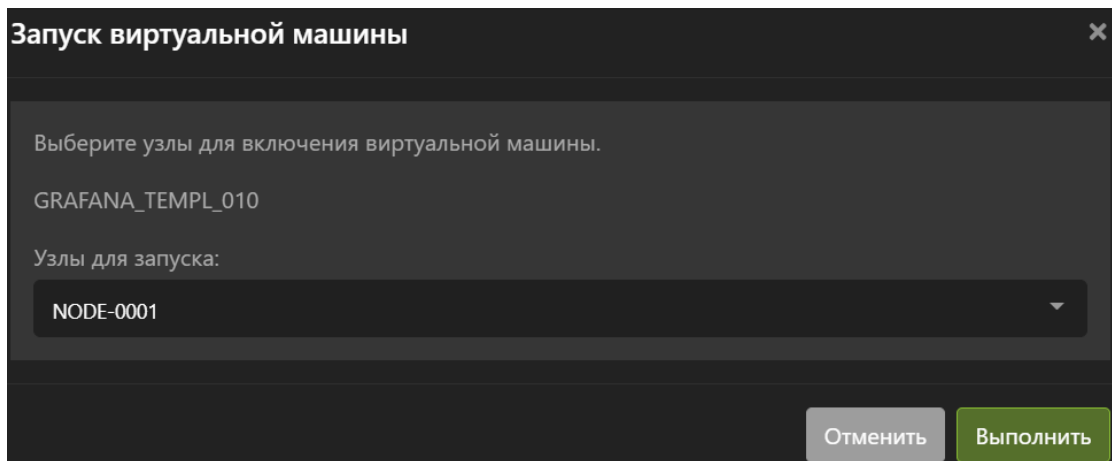 Запуск виртуальной машины
Выберите узлы для включения виртуальной машины.
GRAFANA_TEMPL_010
Узлы для запуска:
NODE-0001
Отменить
Выполнить